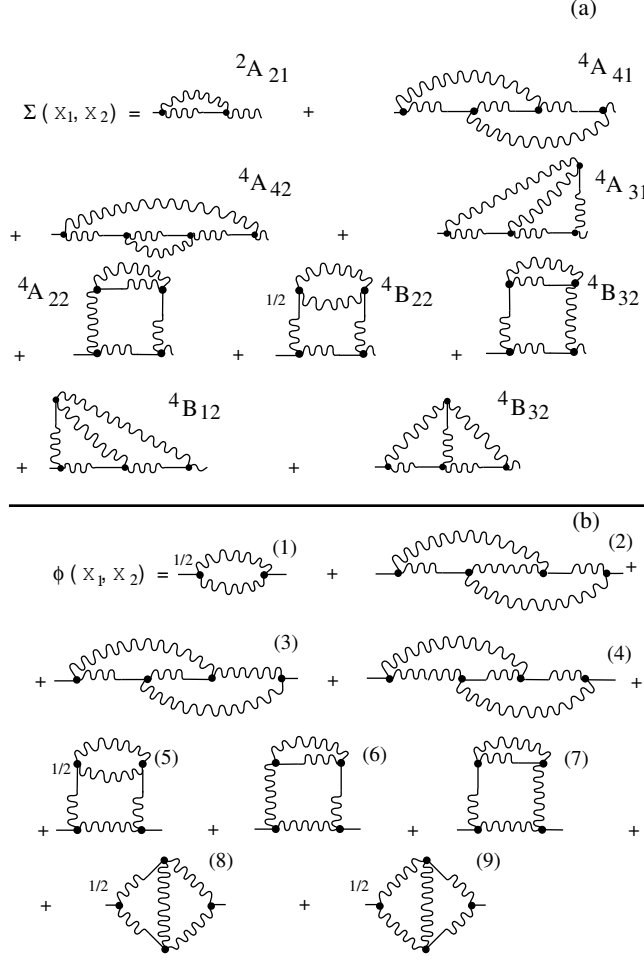 (a)
Σ ( X₁, X₂ ) = ²A₂₁ + ⁴A₄₁
+ ⁴A₄₂ + ⁴A₃₁
+ ⁴A₂₂ + 1/2 ⁴B₂₂ + ⁴B₃₂
+ ⁴B₁₂ + ⁴B₃₂
(b)
ϕ ( X₁, X₂ ) = 1/2 (1) + (2) +
+ (3) + (4) +
+ 1/2 (5) + (6) + (7) +
+ 1/2 (8) + 1/2 (9)